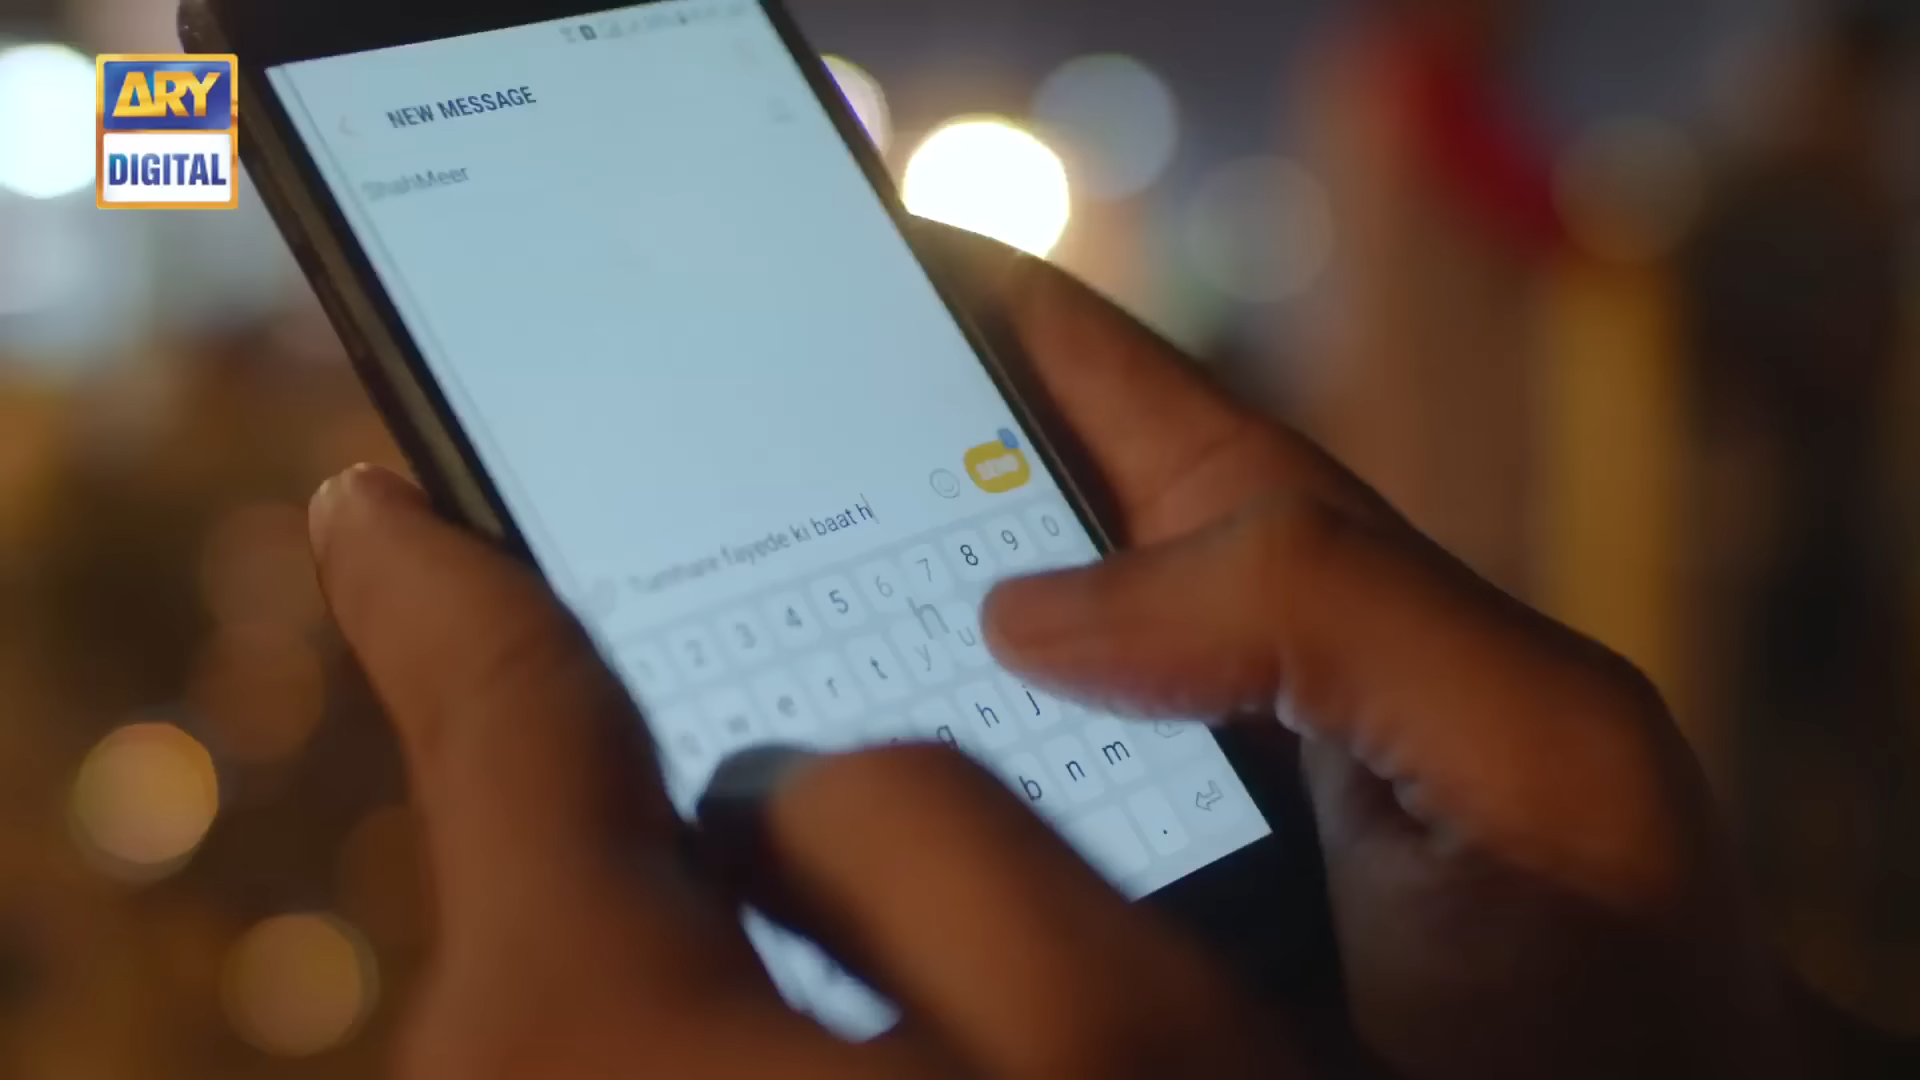 ARY
DIGITAL
NEW MESSAGE
ShahMeer
Tumhare fayede ki baat h
SEND
1 2 3 4 5 6 7 8 9 0
h
w e r t y u
g h j
b n m
.